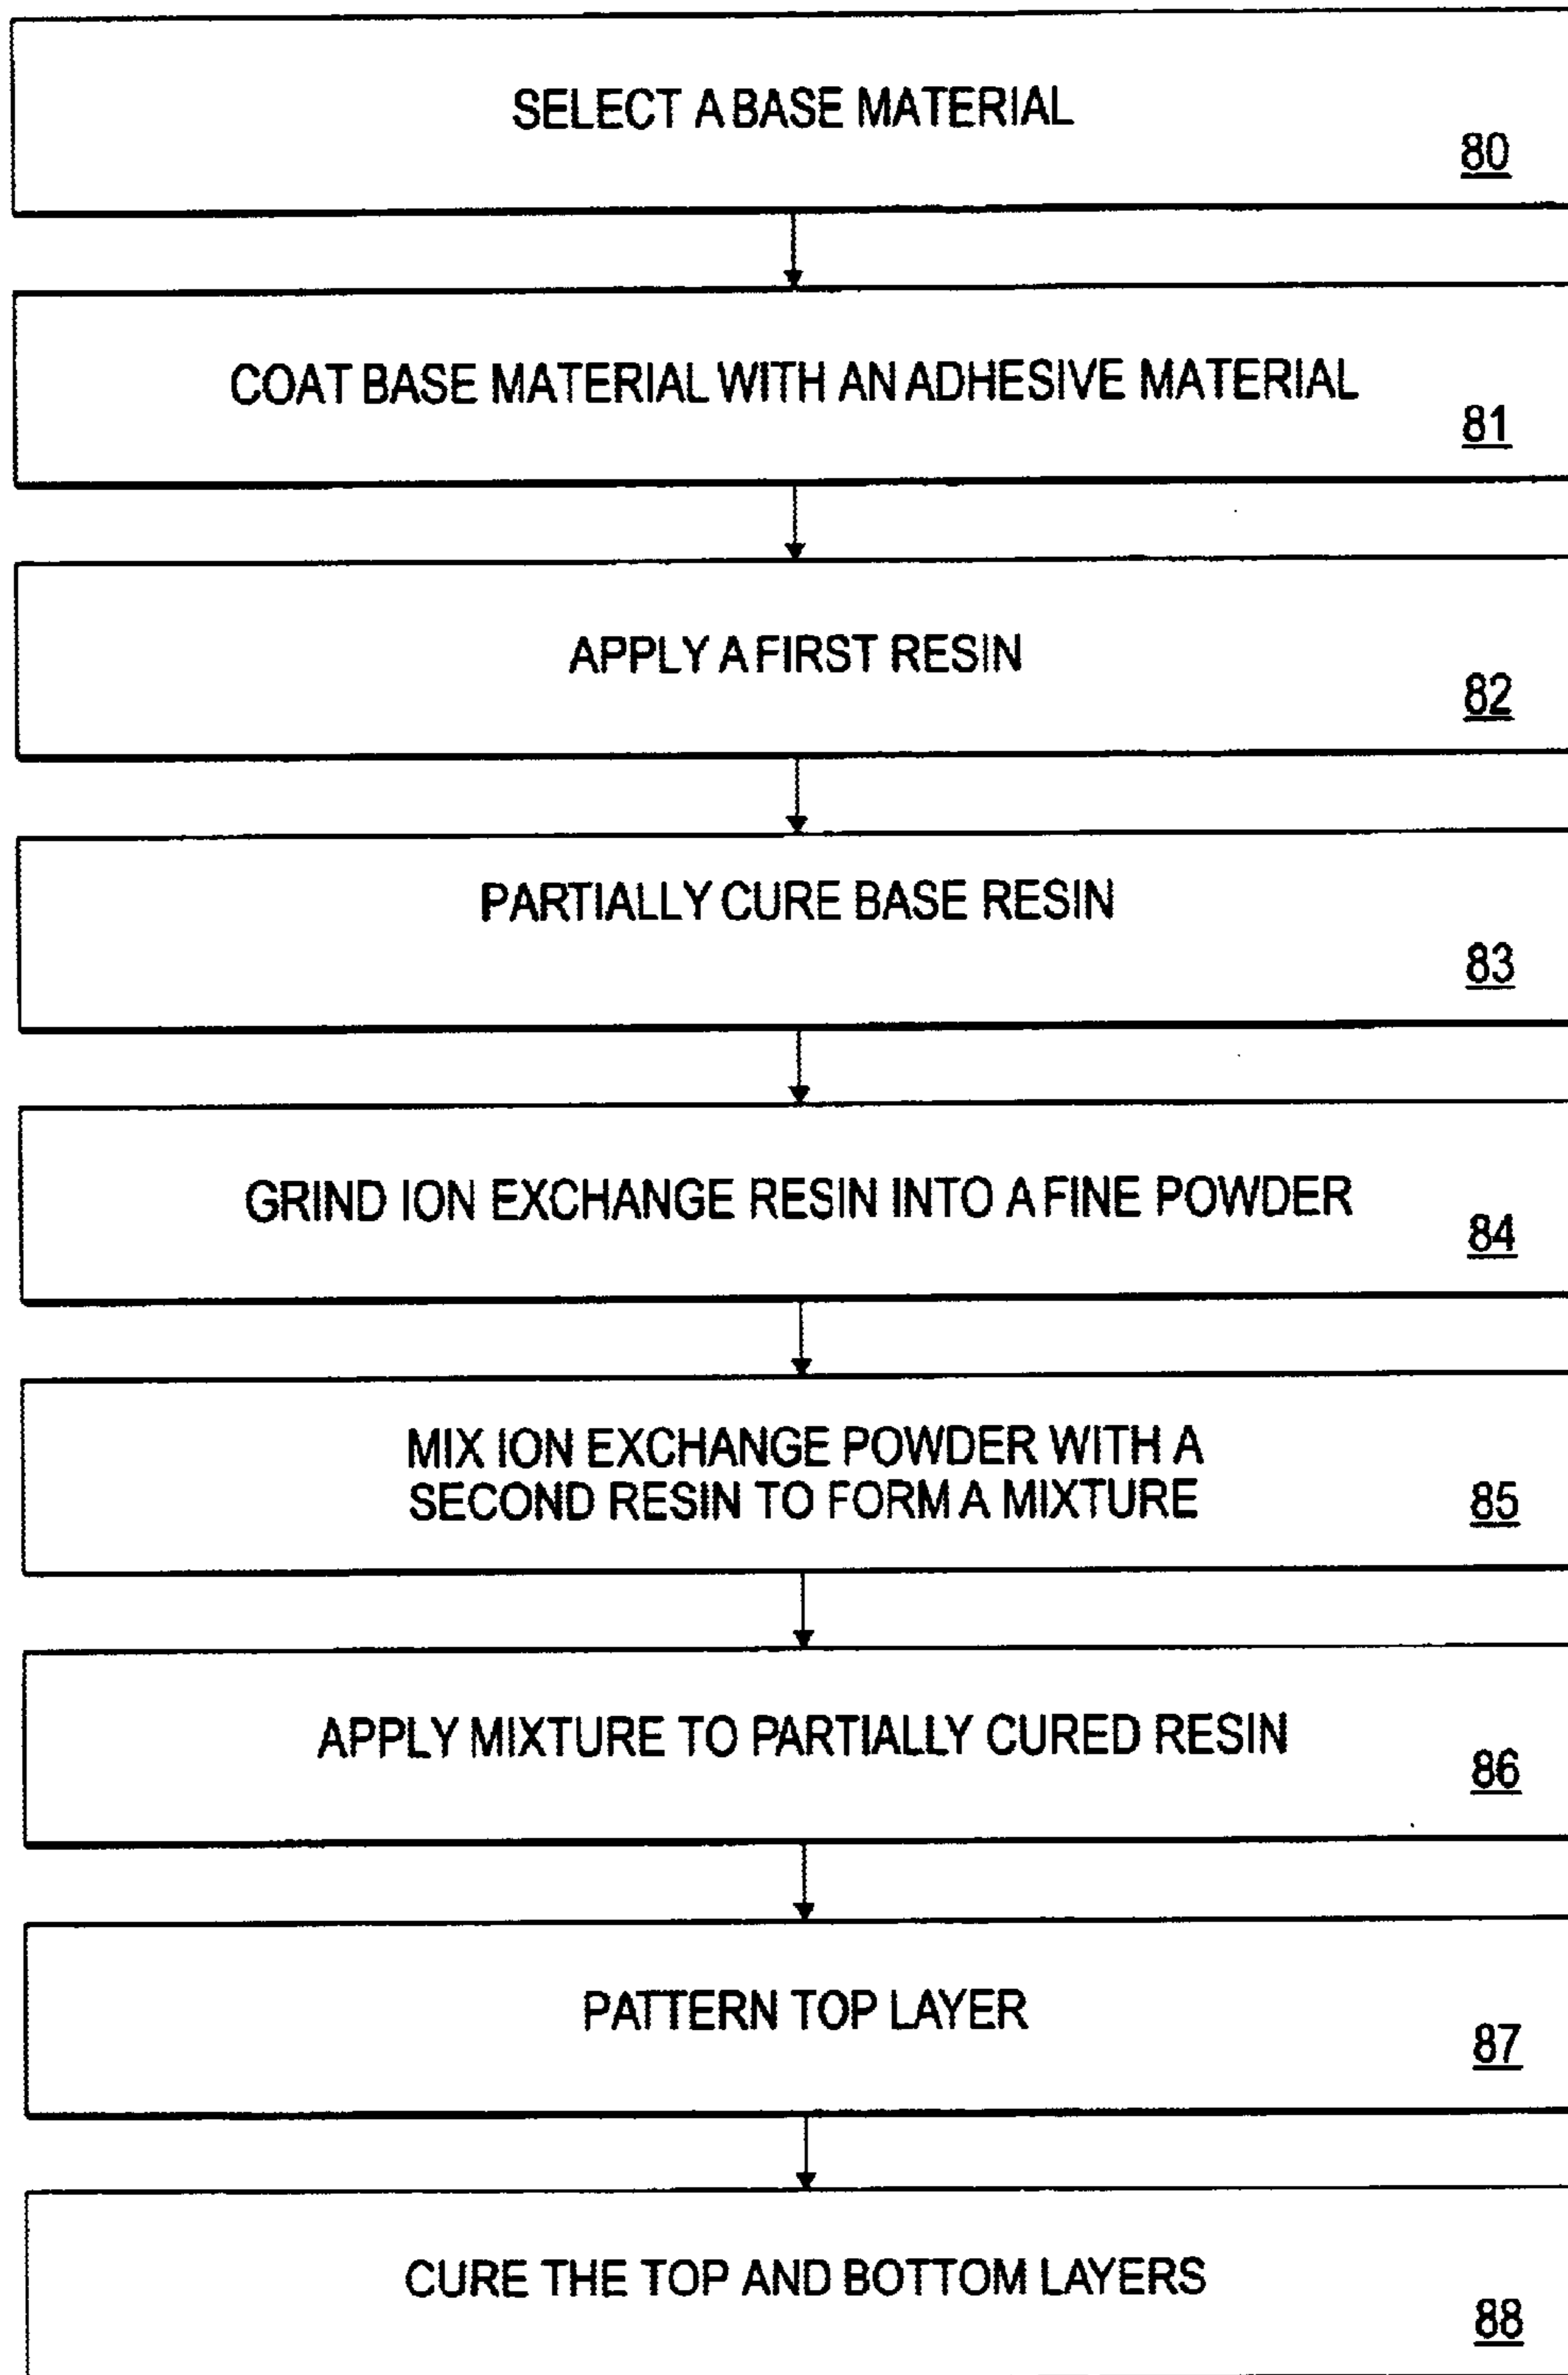 SELECT A BASE MATERIAL
80
COAT BASE MATERIAL WITH AN ADHESIVE MATERIAL
81
APPLY A FIRST RESIN
82
PARTIALLY CURE BASE RESIN
83
GRIND ION EXCHANGE RESIN INTO A FINE POWDER
84
MIX ION EXCHANGE POWDER WITH A
SECOND RESIN TO FORM A MIXTURE
85
APPLY MIXTURE TO PARTIALLY CURED RESIN
86
PATTERN TOP LAYER
87
CURE THE TOP AND BOTTOM LAYERS
88